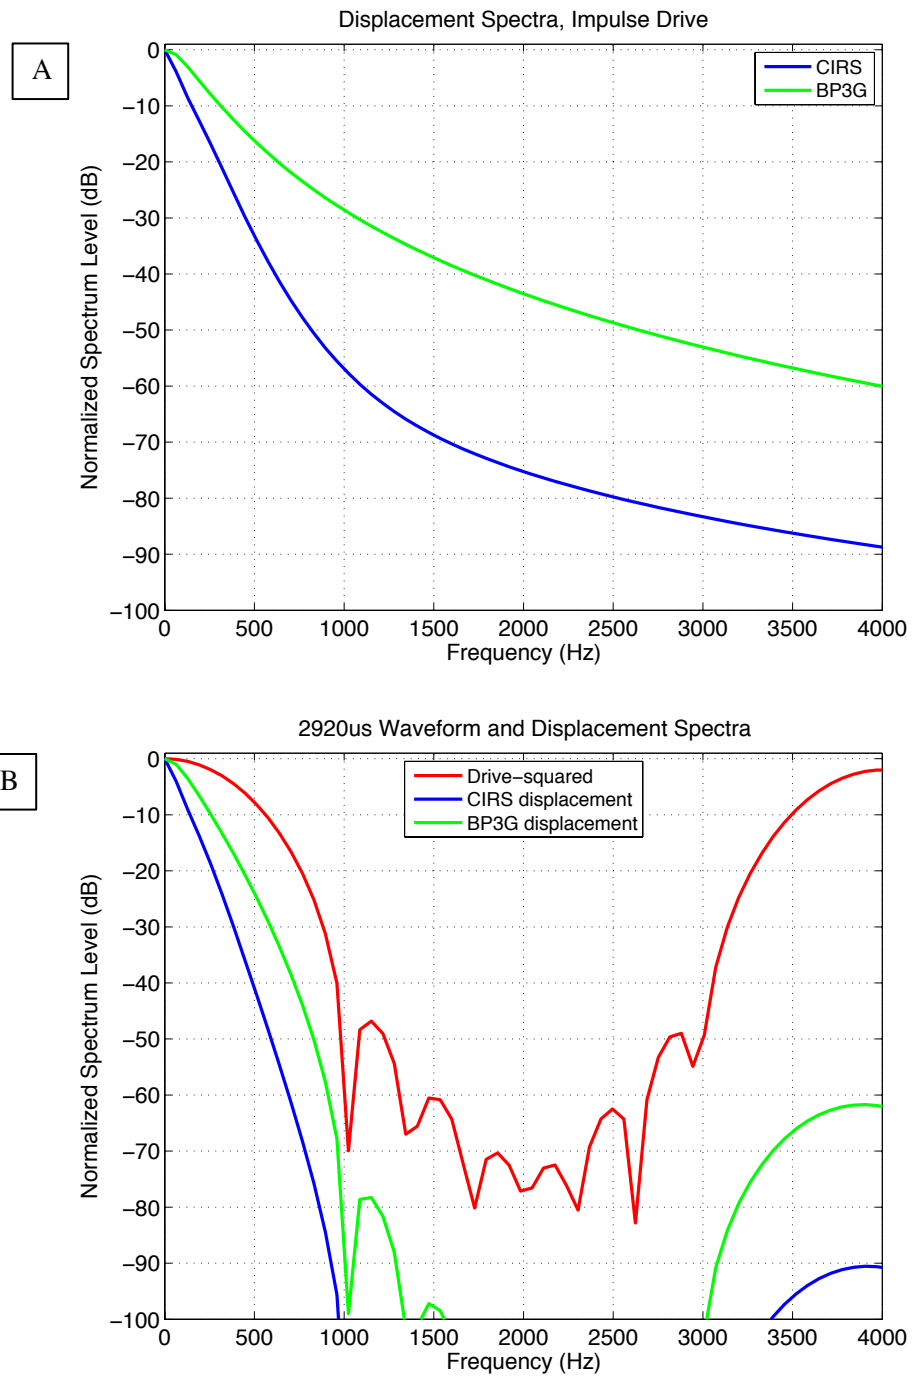 A
Displacement Spectra, Impulse Drive
CIRS
BP3G
Normalized Spectrum Level (dB)
0
−10
−20
−30
−40
−50
−60
−70
−80
−90
−100
0 500 1000 1500 2000 2500 3000 3500 4000
Frequency (Hz)
B
2920us Waveform and Displacement Spectra
Drive−squared
CIRS displacement
BP3G displacement
Normalized Spectrum Level (dB)
0
−10
−20
−30
−40
−50
−60
−70
−80
−90
−100
0 500 1000 1500 2000 2500 3000 3500 4000
Frequency (Hz)